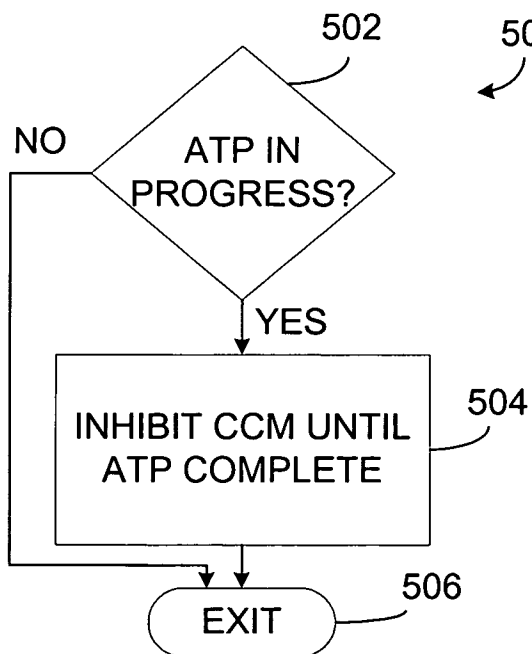 502
50
NO
ATP IN
PROGRESS?
YES
INHIBIT CCM UNTIL
ATP COMPLETE
504
EXIT
506